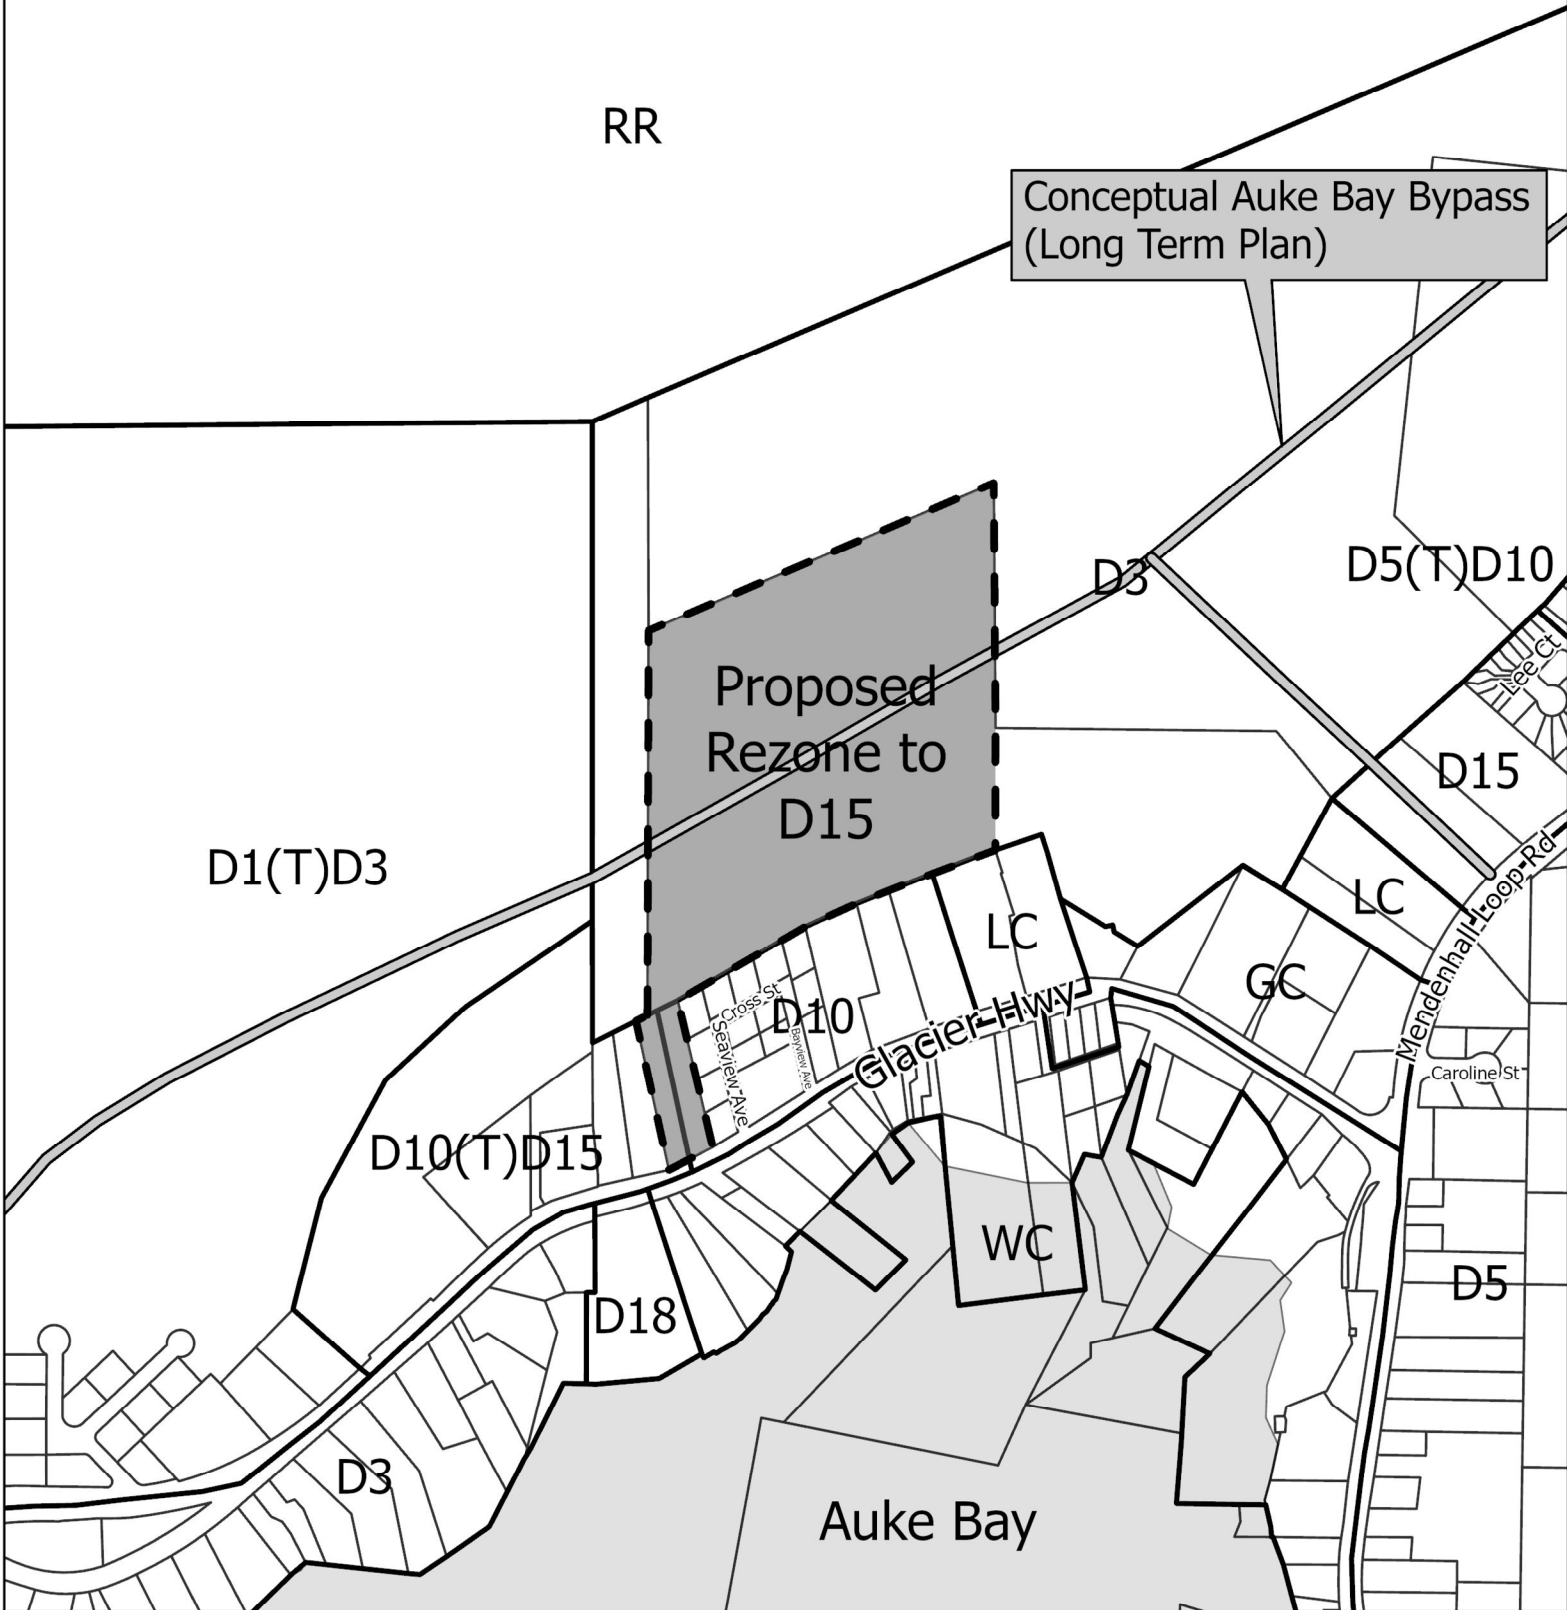 RR
Conceptual Auke Bay Bypass
(Long Term Plan)
D3
D5(T)D10
Lee Ct
Proposed
Rezone to
D15
D15
D1(T)D3
LC
LC
Mendenhall Loop Rd
GC
Cross St
D10
Seaview Ave
Bayview Ave
Glacier Hwy
Caroline St
D10(T)D15
WC
D5
D18
D3
Auke Bay